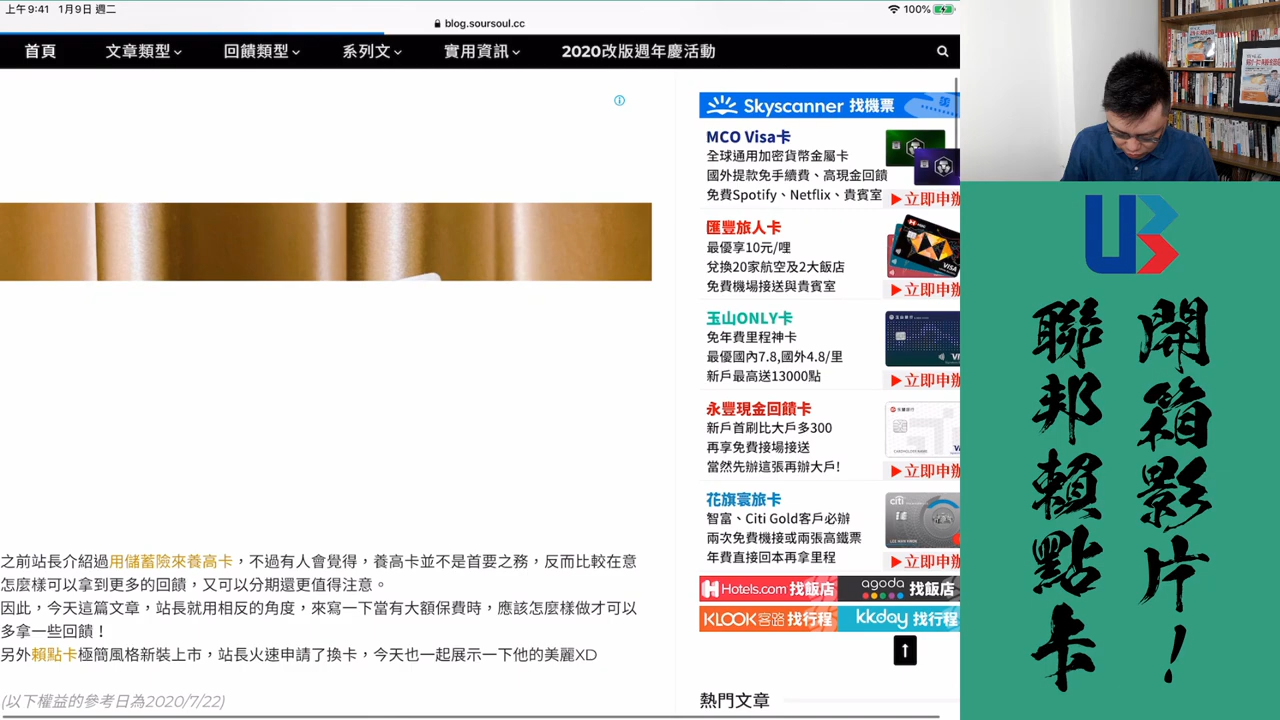 上午9:41 1月9日 週二
100%
blog.soursoul.cc
首頁 文章類型 回饋類型 系列文 實用資訊 2020改版週年慶活動
Skyscanner 找機票
MCO Visa卡
全球通用加密貨幣金屬卡
國外提款免手續費、高現金回饋
免費Spotify、Netflix、貴賓室
▶立即申辦
匯豐旅人卡
最優享10元/哩
兌換20家航空及2大飯店
免費機場接送與貴賓室
▶立即申辦
玉山ONLY卡
免年費里程神卡
最優國內7.8,國外4.8/里
新戶最高送13000點
▶立即申辦
永豐現金回饋卡
新戶首刷比大戶多300
再享免費接場接送
當然先辦這張再辦大戶!
▶立即申辦
花旗寰旅卡
智富、Citi Gold客戶必辦
兩次免費機接或兩張高鐵票
年費直接回本再拿里程
▶立即申辦
Hotels.com 找飯店 agoda 找飯店
KLOOK客路 找行程 kkday 找行程
熱門文章
之前站長介紹過用儲蓄險來養高卡，不過有人會覺得，養高卡並不是首要之務，反而比較在意
怎麼樣可以拿到更多的回饋，又可以分期還更值得注意。
因此，今天這篇文章，站長就用相反的角度，來寫一下當有大額保費時，應該怎麼樣做才可以
多拿一些回饋！
另外賴點卡極簡風格新裝上市，站長火速申請了換卡，今天也一起展示一下他的美麗XD
(以下權益的參考日為2020/7/22)
開箱影片！
聯邦賴點卡